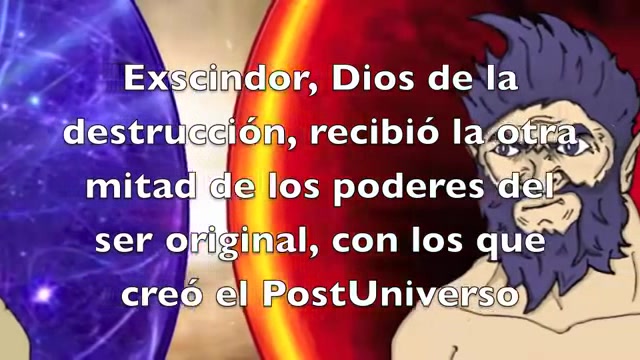 Exscindor, Dios de la
destrucción, recibió la otra
mitad de los poderes del
ser original, con los que
creó el PostUniverso